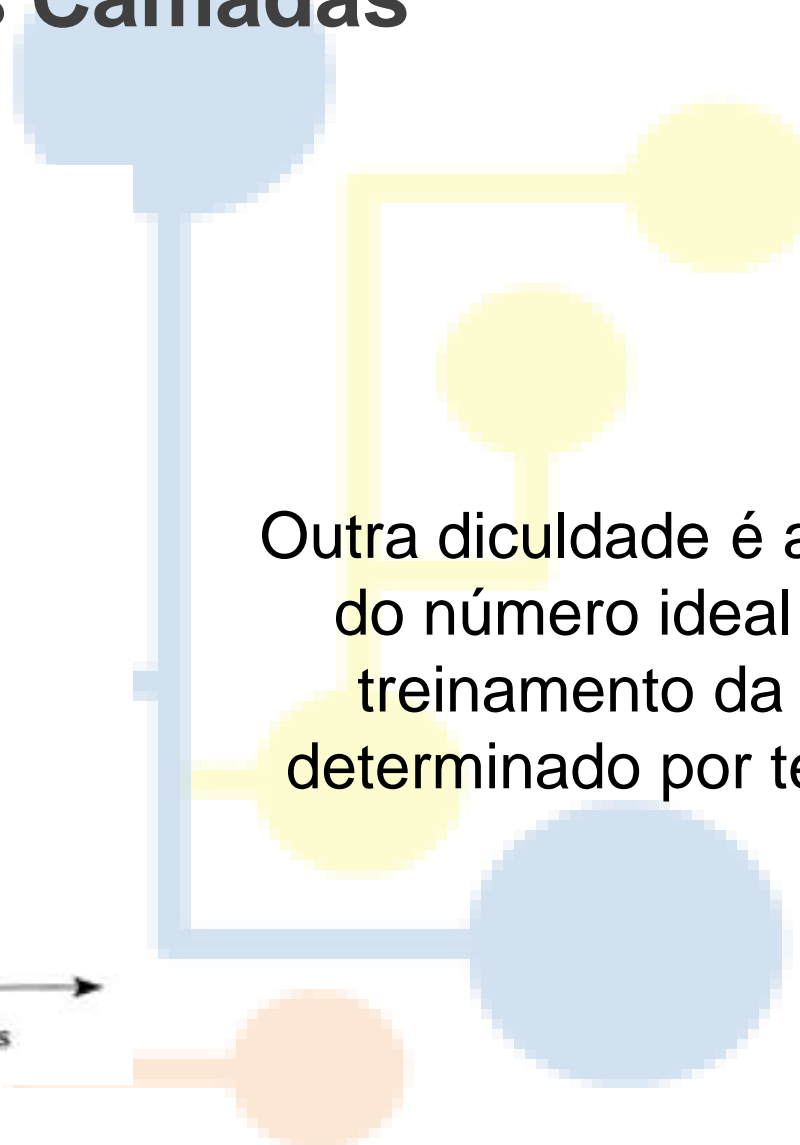 s Camadas
Outra diculdade é a
do número ideal
treinamento da
determinado por te
s